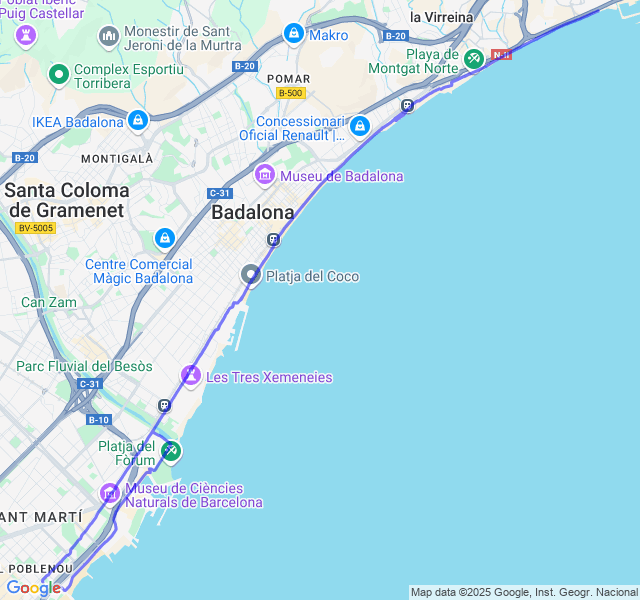 Poblat Ibèric
Puig Castellar
Monestir de Sant
Jeroni de la Murtra
Makro
B-20
la Virreina
Playa de
Montgat Norte
N-II
B-20
Complex Esportiu
Torribera
POMAR
B-500
IKEA Badalona
Concessionari
Oficial Renault |…
B-20
MONTIGALÀ
Museu de Badalona
Santa Coloma
de Gramenet
C-31
Badalona
BV-5005
Centre Comercial
Màgic Badalona
Platja del Coco
Can Zam
Parc Fluvial del Besòs
C-31
Les Tres Xemeneies
B-10
Platja del
Fòrum
Museu de Ciències
Naturals de Barcelona
ANT MARTÍ
L POBLENOU
Google
Map data ©2025 Google, Inst. Geogr. Nacional